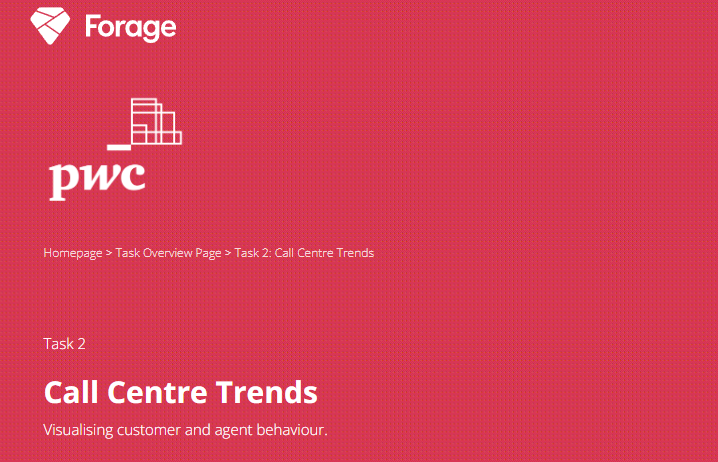 Forage
pwc
Homepage > Task Overview Page > Task 2: Call Centre Trends
Task 2
Call Centre Trends
Visualising customer and agent behaviour.